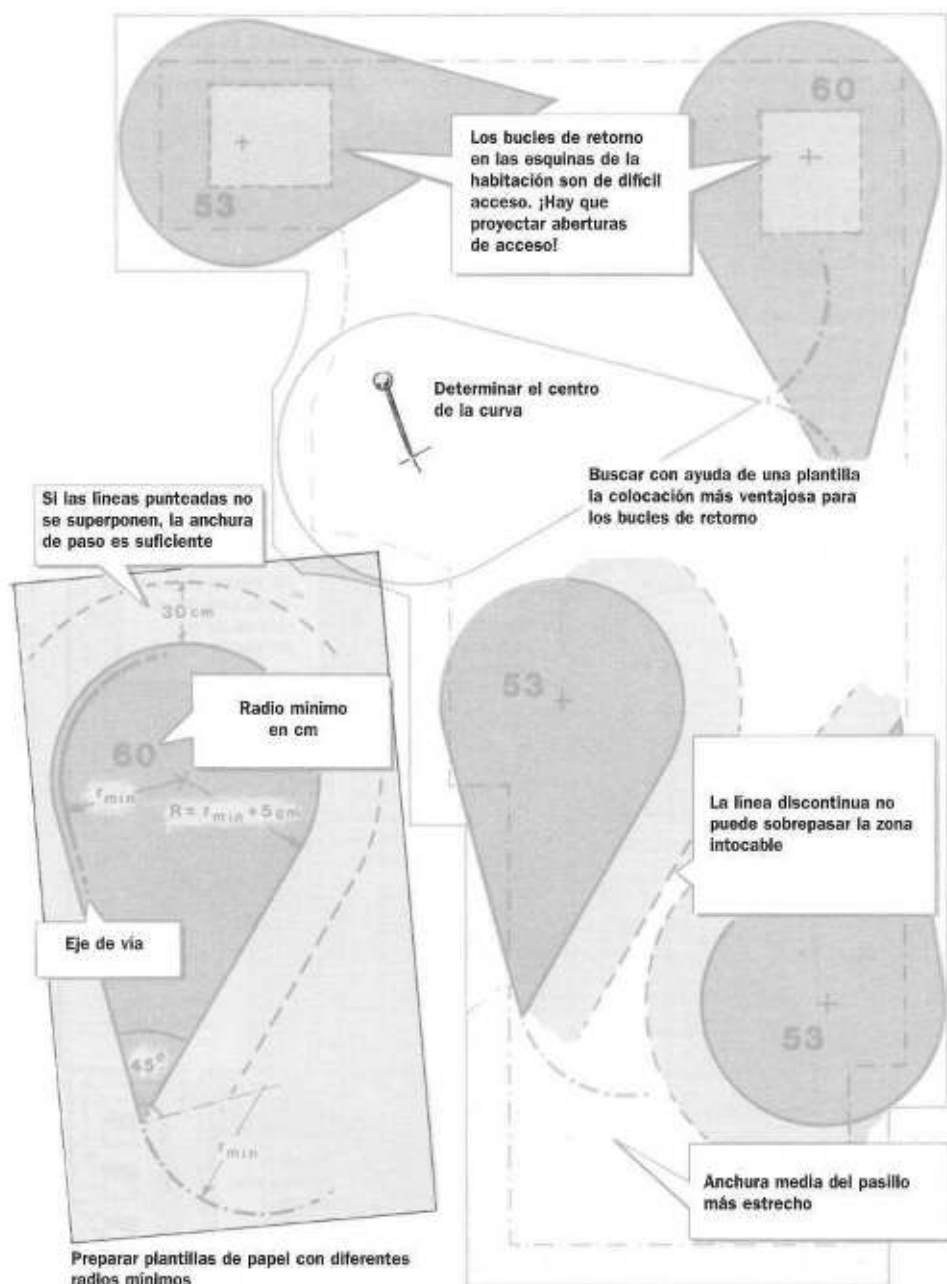 60
Los bucles de retorno
en las esquinas de la
habitación son de difícil
acceso. ¡Hay que
proyectar aberturas
de acceso!
53
Determinar el centro
de la curva
Buscar con ayuda de una plantilla
la colocación más ventajosa para
los bucles de retorno
Si las líneas punteadas no
se superponen, la anchura
de paso es suficiente
30 cm
53
Radio mínimo
en cm
60
r min
R = r min + 5 cm
La línea discontinua no
puede sobrepasar la zona
intocable
Eje de vía
53
45°
r min
Anchura media del pasillo
más estrecho
Preparar plantillas de papel con diferentes
radios mínimos